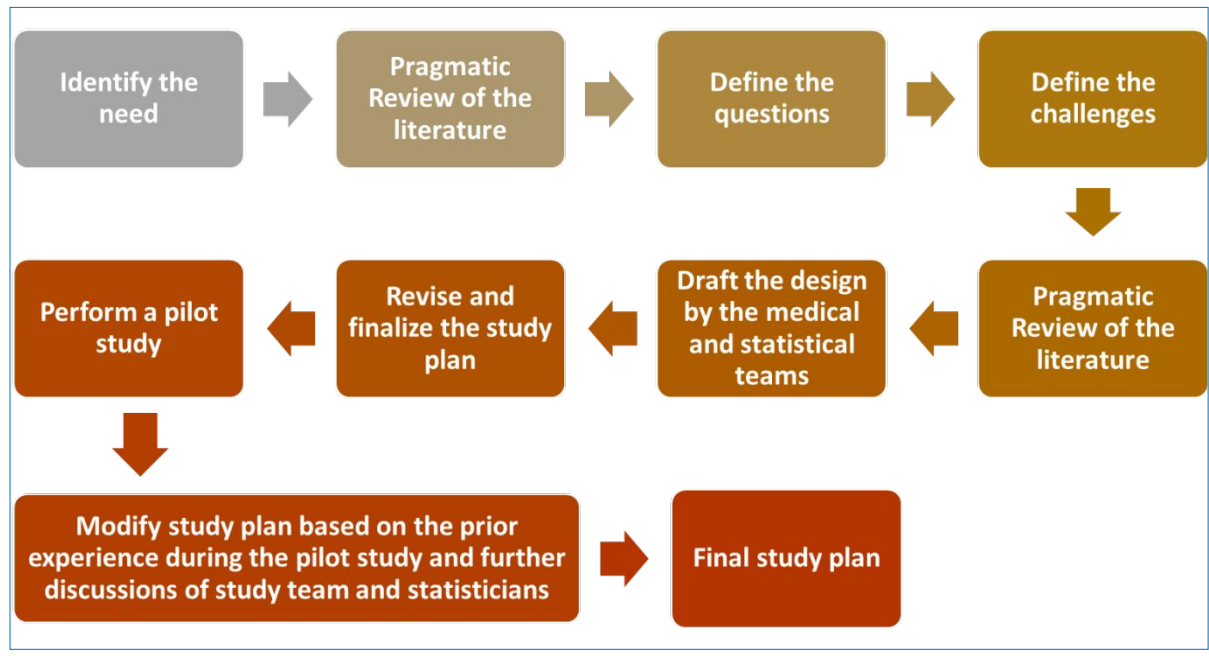 Identify the
need
Pragmatic
Review of the
literature
Define the
questions
Define the
challenges
Pragmatic
Review of the
literature
Draft the design
by the medical
and statistical
teams
Revise and
finalize the study
plan
Perform a pilot
study
Modify study plan based on the prior
experience during the pilot study and further
discussions of study team and statisticians
Final study plan